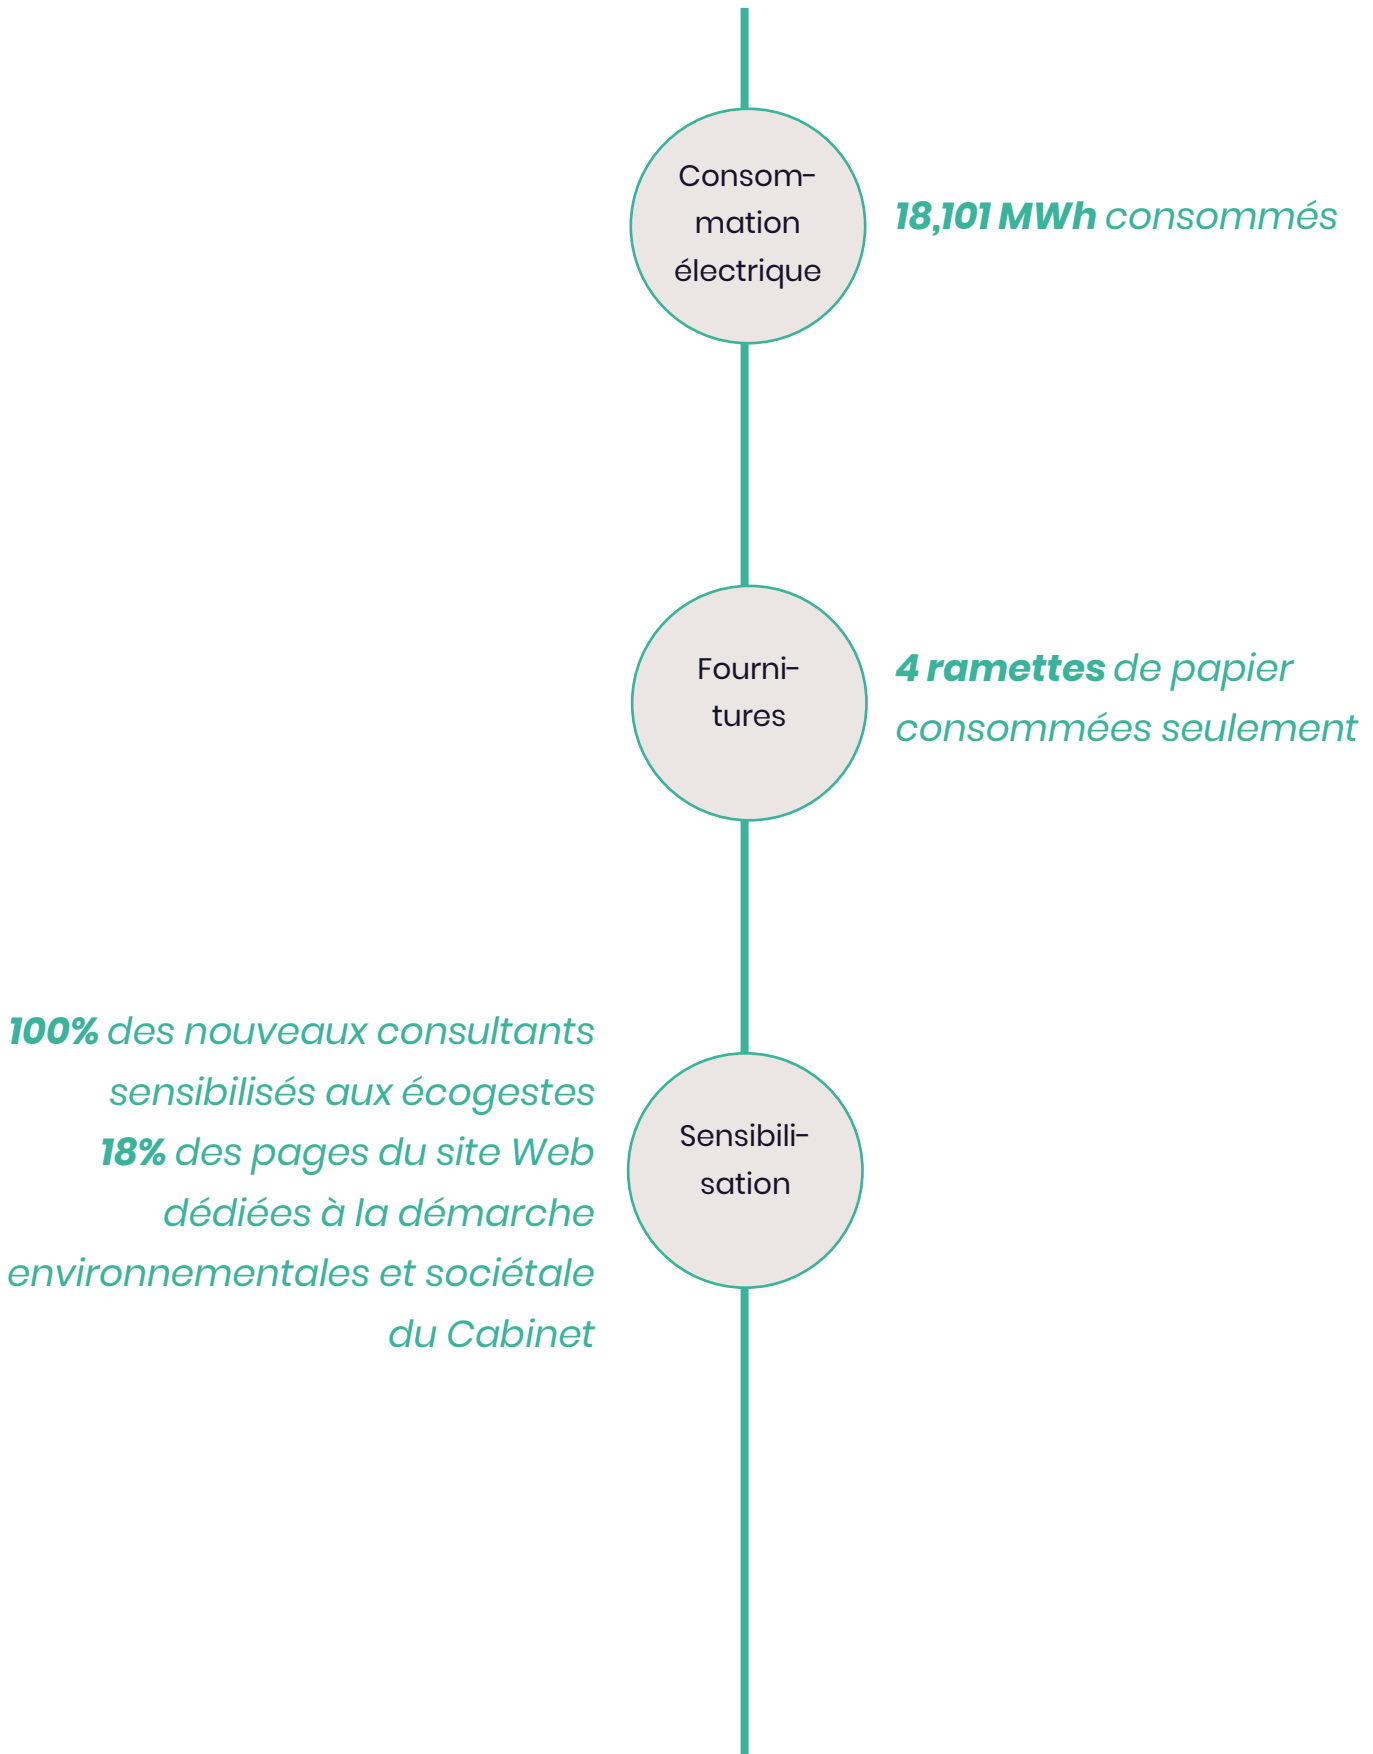 Consom-
mation
électrique
18,101 MWh consommés
Fourni-
tures
4 ramettes de papier
consommées seulement
100% des nouveaux consultants
sensibilisés aux écogestes
18% des pages du site Web
dédiées à la démarche
environnementales et sociétale
du Cabinet
Sensibili-
sation